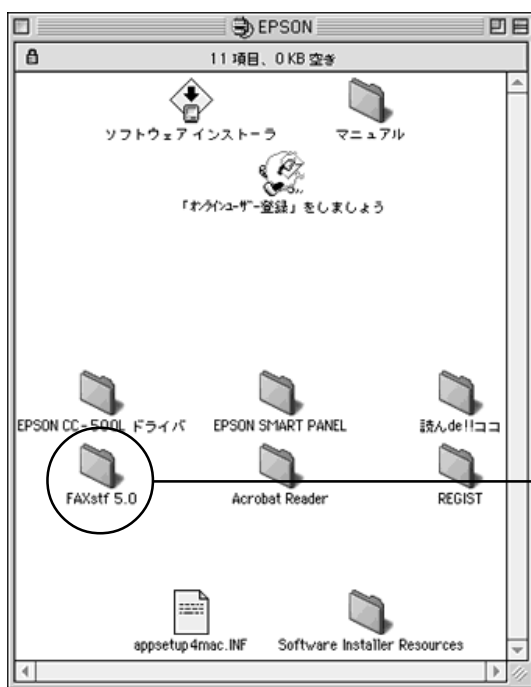 EPSON
11 項目、0 KB 空き
ソフトウェア インストーラ
マニュアル
「オンラインユーザー登録」をしましょう
EPSON CC-500L ドライバ
EPSON SMART PANEL
読んde!!ココ
FAXstf 5.0
Acrobat Reader
REGIST
appsetup4mac.INF
Software Installer Resources